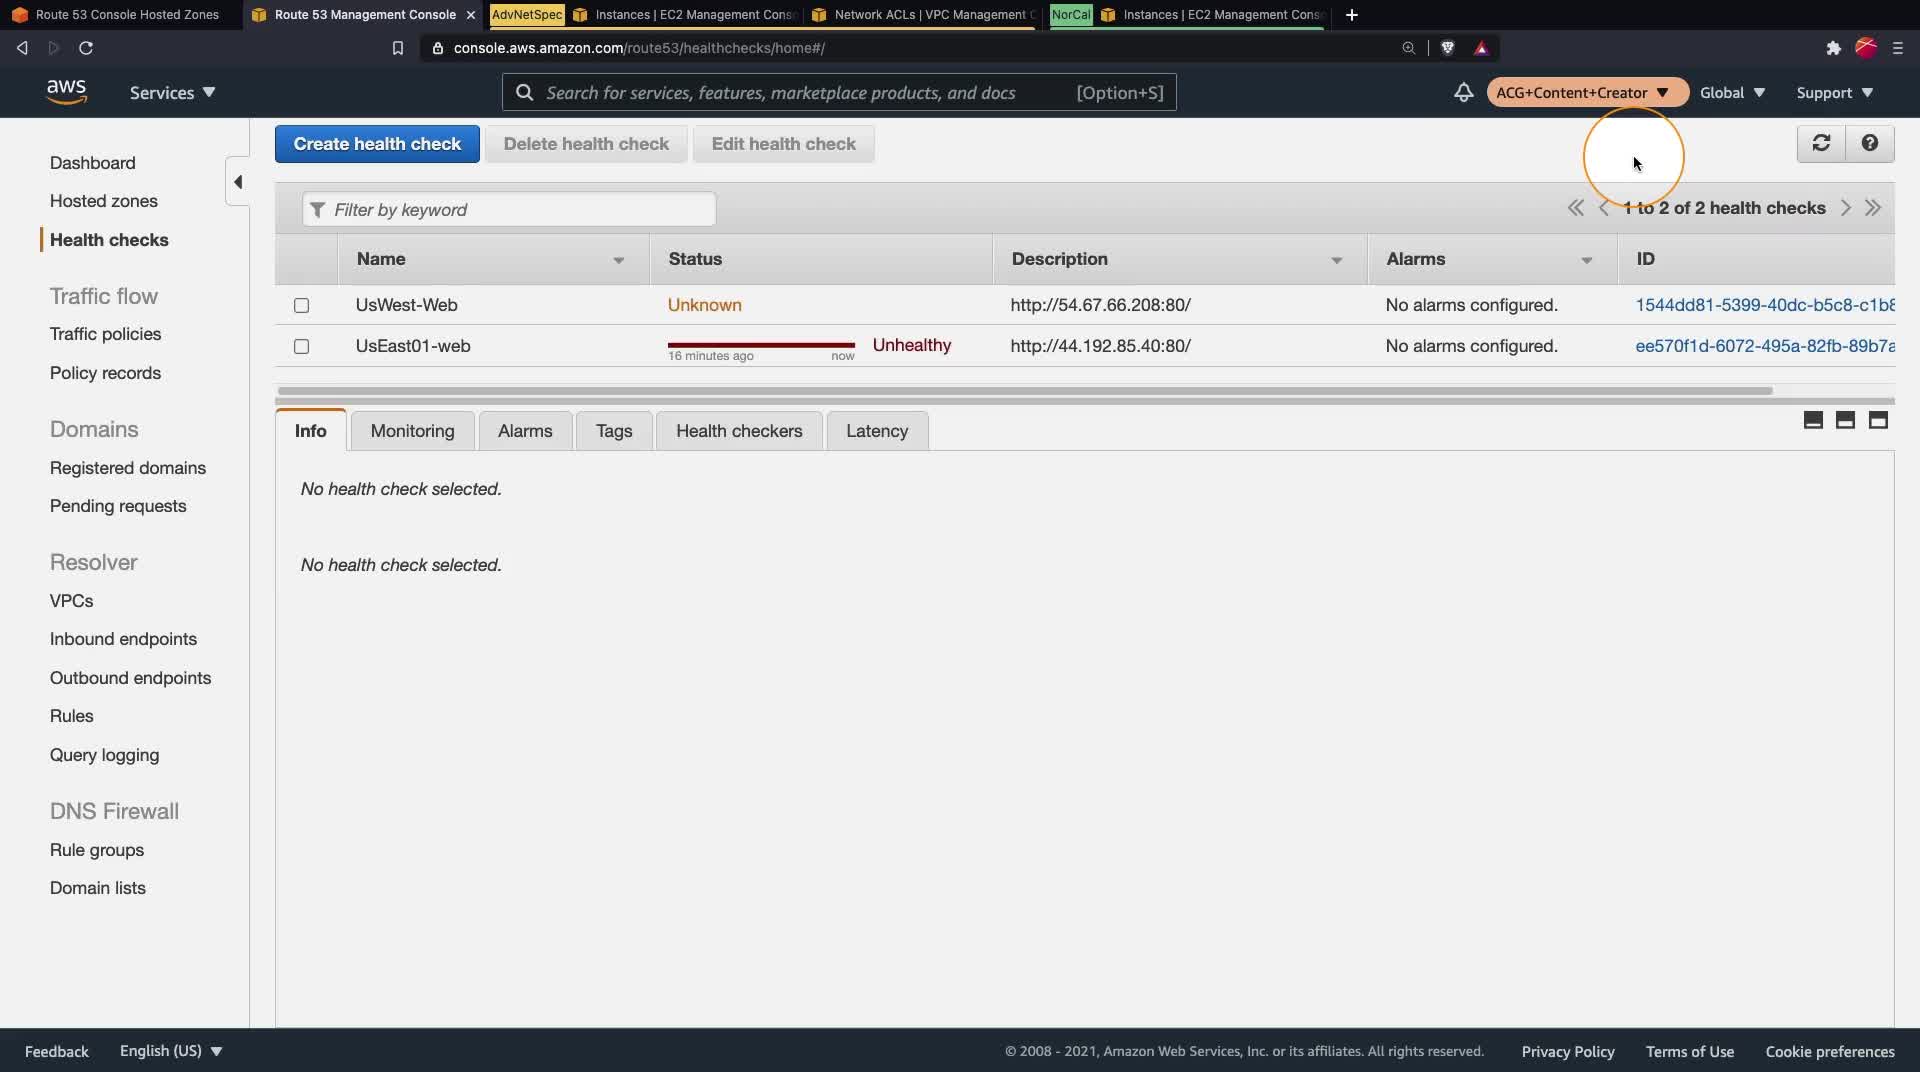 Route 53 Console Hosted Zones
Route 53 Management Console
AdvNetSpec
Instances | EC2 Management Cons
Network ACLs | VPC Management C
NorCal
Instances | EC2 Management Cons
console.aws.amazon.com/route53/healthchecks/home#/
aws
Services
Search for services, features, marketplace products, and docs
[Option+S]
ACG+Content+Creator
Global
Support
Dashboard
Hosted zones
Health checks
Traffic flow
Traffic policies
Policy records
Domains
Registered domains
Pending requests
Resolver
VPCs
Inbound endpoints
Outbound endpoints
Rules
Query logging
DNS Firewall
Rule groups
Domain lists
Create health check
Delete health check
Edit health check
Filter by keyword
1 to 2 of 2 health checks
Name
Status
Description
Alarms
ID
UsWest-Web
Unknown
http://54.67.66.208:80/
No alarms configured.
1544dd81-5399-40dc-b5c8-c1b8
UsEast01-web
16 minutes ago
now
Unhealthy
http://44.192.85.40:80/
No alarms configured.
ee570f1d-6072-495a-82fb-89b7a
Info
Monitoring
Alarms
Tags
Health checkers
Latency
No health check selected.
No health check selected.
Feedback
English (US)
© 2008 - 2021, Amazon Web Services, Inc. or its affiliates. All rights reserved.
Privacy Policy
Terms of Use
Cookie preferences